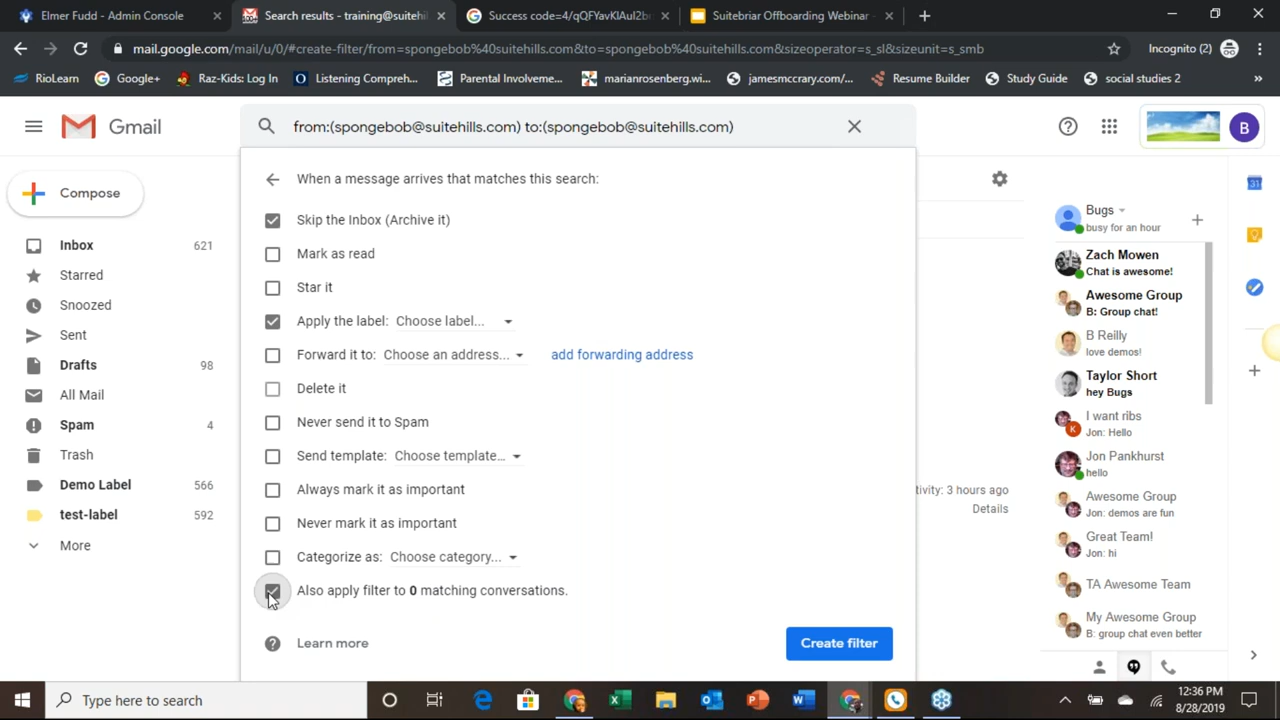 Elmer Fudd - Admin Console
Search results - training@suitehi
Success code=4/qQFYavKlAul2b
Suitebriar Offboarding Webinar -
mail.google.com/mail/u/0/#create-filter/from=spongebob%40suitehills.com&to=spongebob%40suitehills.com&sizeoperator=s_sl&sizeunit=s_smb
Incognito (2)
RioLearn
Google+
Raz-Kids Log In
Listening Compreh...
Parental Involveme...
marianrosenberg.wi...
jamesmccrary.com/...
Resume Builder
Study Guide
social studies 2
»
Gmail
from:(spongebob@suitehills.com) to:(spongebob@suitehills.com)
B
Compose
Inbox 621
Starred
Snoozed
Sent
Drafts 98
All Mail
Spam 4
Trash
Demo Label 566
test-label 592
More
When a message arrives that matches this search:
Skip the Inbox (Archive it)
Mark as read
Star it
Apply the label: Choose label...
Forward it to: Choose an address... add forwarding address
Delete it
Never send it to Spam
Send template: Choose template...
Always mark it as important
Never mark it as important
Categorize as: Choose category...
Also apply filter to 0 matching conversations.
Learn more
Create filter
tivity: 3 hours ago
Details
Bugs
busy for an hour
Zach Mowen
Chat is awesome!
Awesome Group
B: Group chat!
B Reilly
love demos!
Taylor Short
hey Bugs
I want ribs
K
Jon: Hello
Jon Pankhurst
hello
Awesome Group
Jon: demos are fun
Great Team!
Jon: hi
TA Awesome Team
My Awesome Group
B: group chat even better
31
Type here to search
12:36 PM
8/28/2019